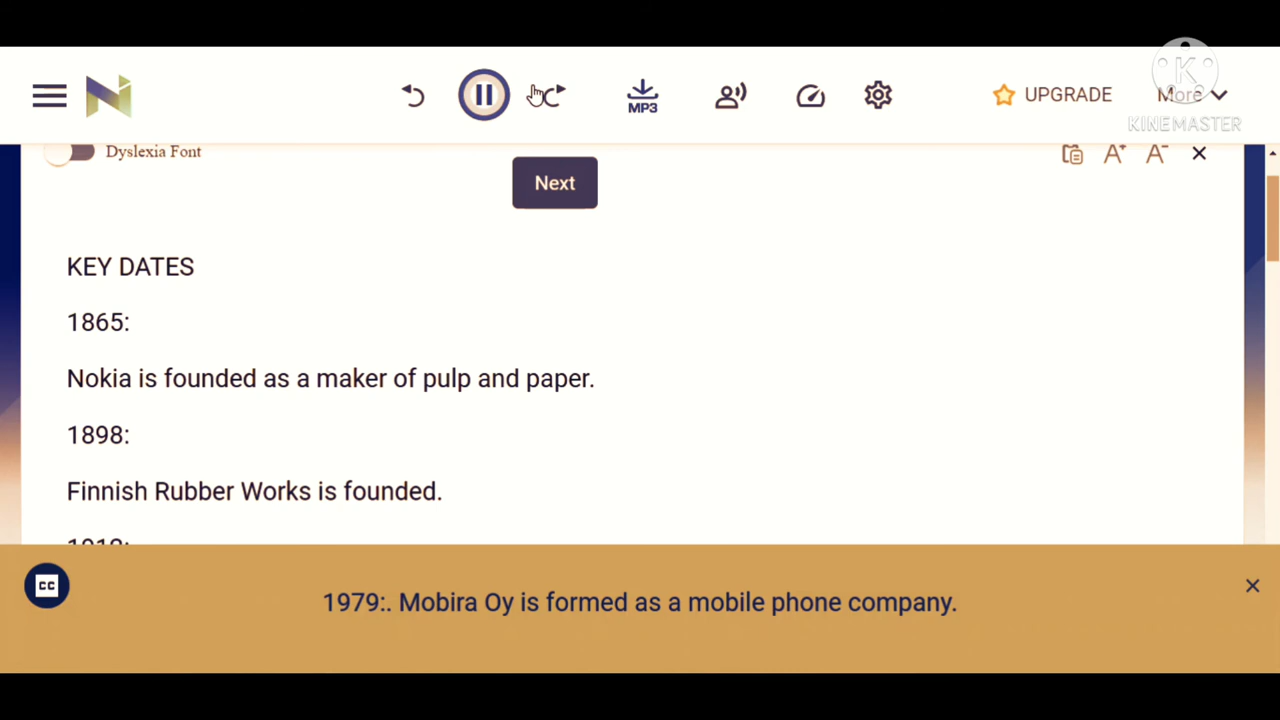 MP3
UPGRADE
More
K
KINEMASTER
Dyslexia Font
A+ A-
Next
KEY DATES
1865:
Nokia is founded as a maker of pulp and paper.
1898:
Finnish Rubber Works is founded.
CC
1979:. Mobira Oy is formed as a mobile phone company.